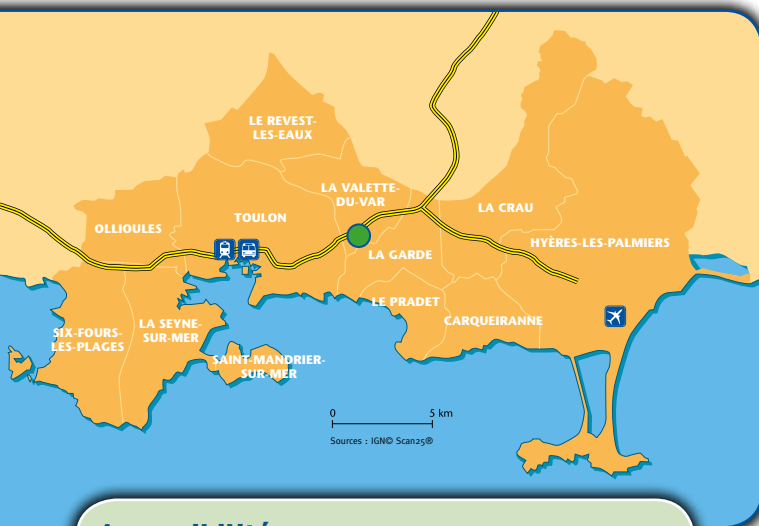 LE REVEST-
LES-EAUX
LA VALETTE-
DU-VAR
LA CRAU
TOULON
OLLIOULES
HYÈRES-LES-PALMIERS
LA GARDE
LE PRADET
CARQUEIRANNE
LA SEYNE-
SUR-MER
SIX-FOURS-
LES-PLAGES
SAINT-MANDRIER-
SUR-MER
0 5 km
Sources : IGN© Scan25®